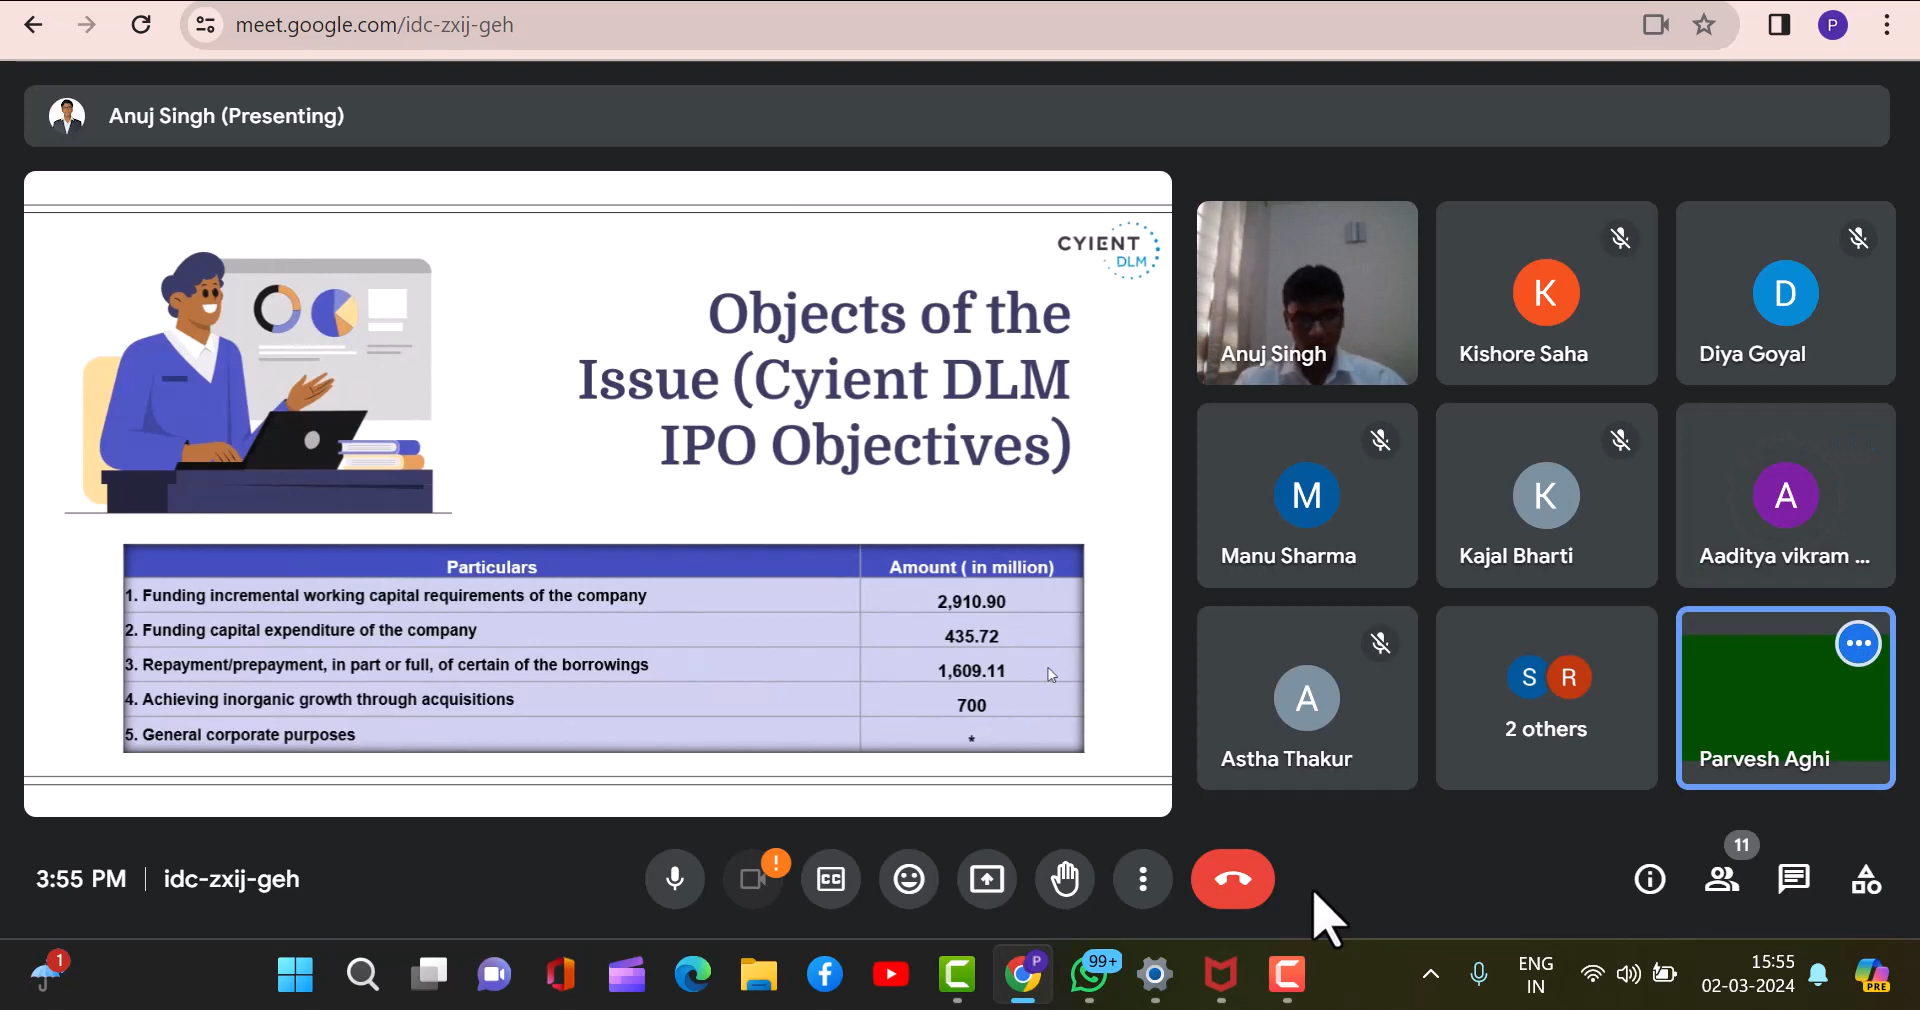 meet.google.com/idc-zxij-geh
P
Anuj Singh (Presenting)
CYIENT
DLM
Objects of the
Issue (Cyient DLM
IPO Objectives)
Particulars
Amount ( in million)
1. Funding incremental working capital requirements of the company
2,910.90
2. Funding capital expenditure of the company
435.72
3. Repayment/prepayment, in part or full, of certain of the borrowings
1,609.11
4. Achieving inorganic growth through acquisitions
700
5. General corporate purposes
*
Anuj Singh
K
Kishore Saha
D
Diya Goyal
M
Manu Sharma
K
Kajal Bharti
A
Aaditya vikram ...
A
Astha Thakur
S R
2 others
Parvesh Aghi
3:55 PM
idc-zxij-geh
!
CC
11
1
P
99+
ENG
IN
15:55
02-03-2024
PRE